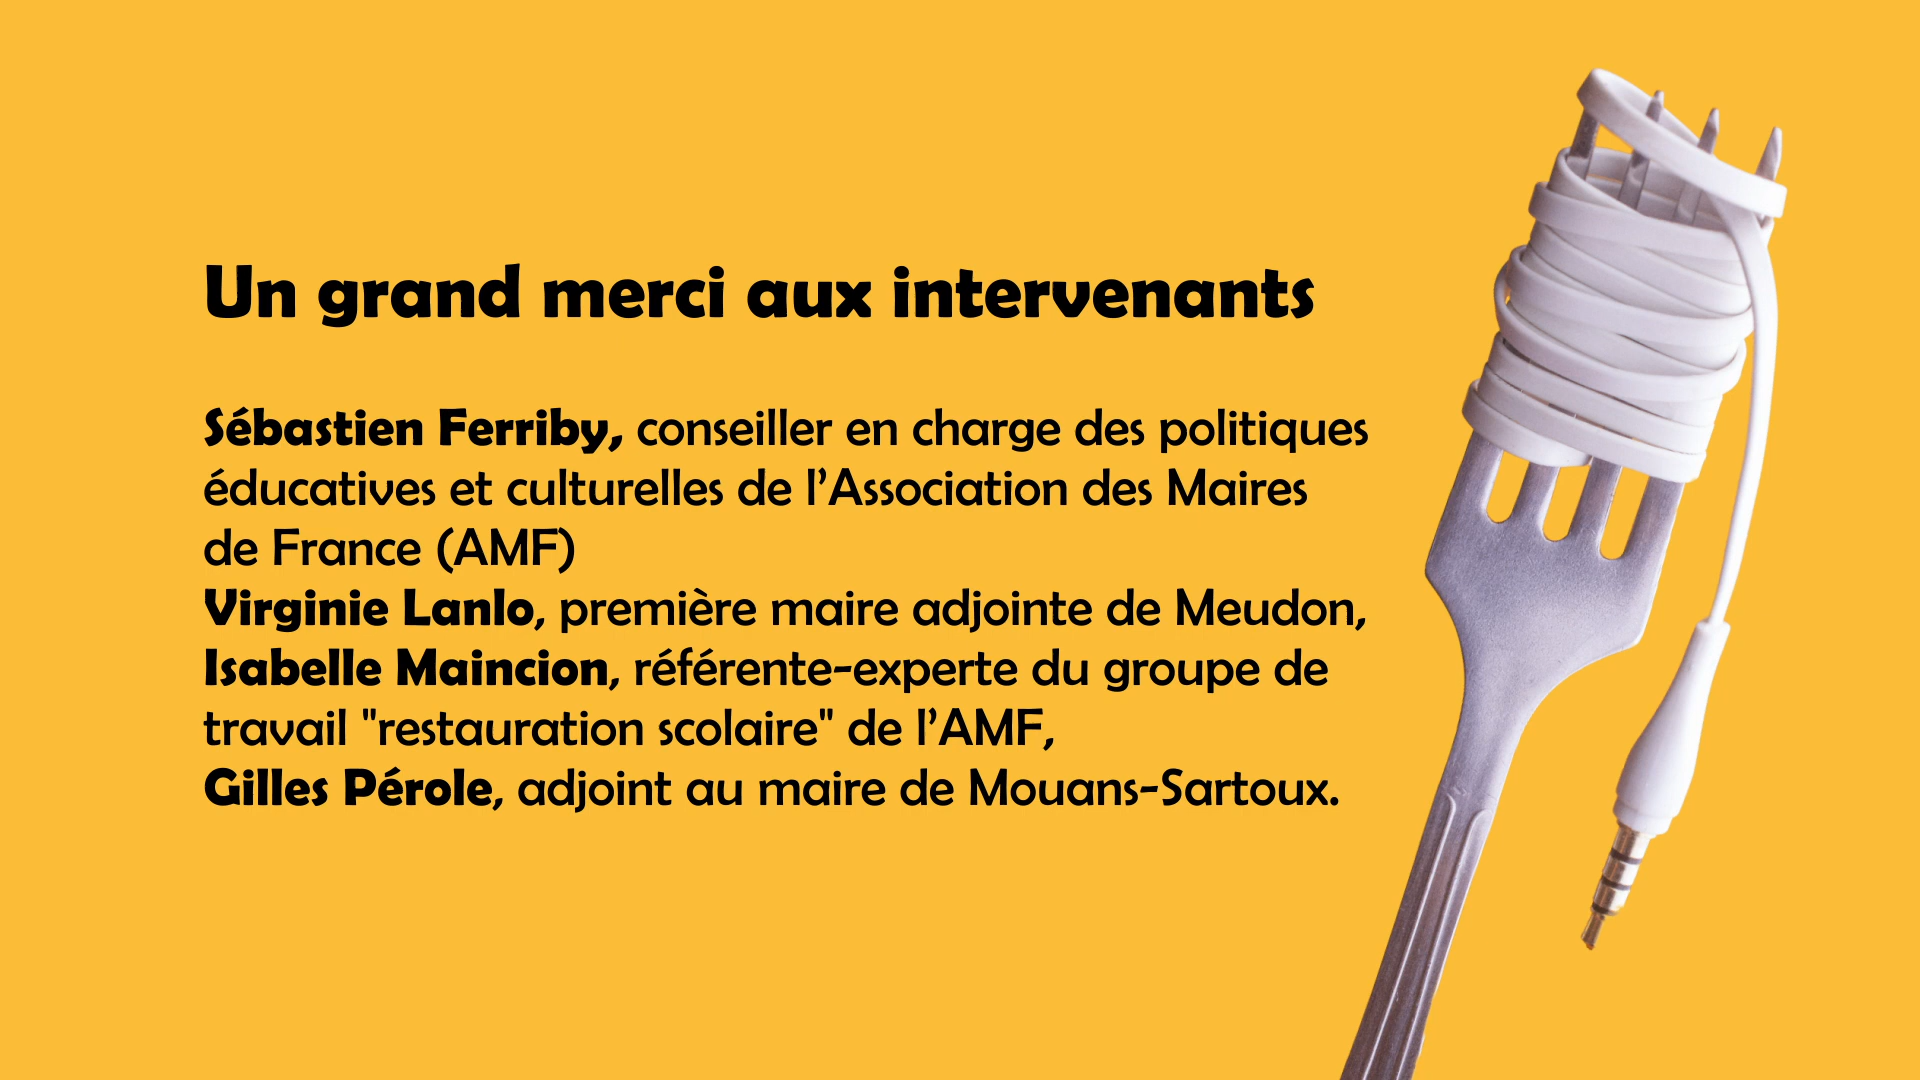 Un grand merci aux intervenants
Sébastien Ferriby, conseiller en charge des politiques
éducatives et culturelles de l’Association des Maires
de France (AMF)
Virginie Lanlo, première maire adjointe de Meudon,
Isabelle Maincion, référente-experte du groupe de
travail "restauration scolaire" de l’AMF,
Gilles Pérole, adjoint au maire de Mouans-Sartoux.